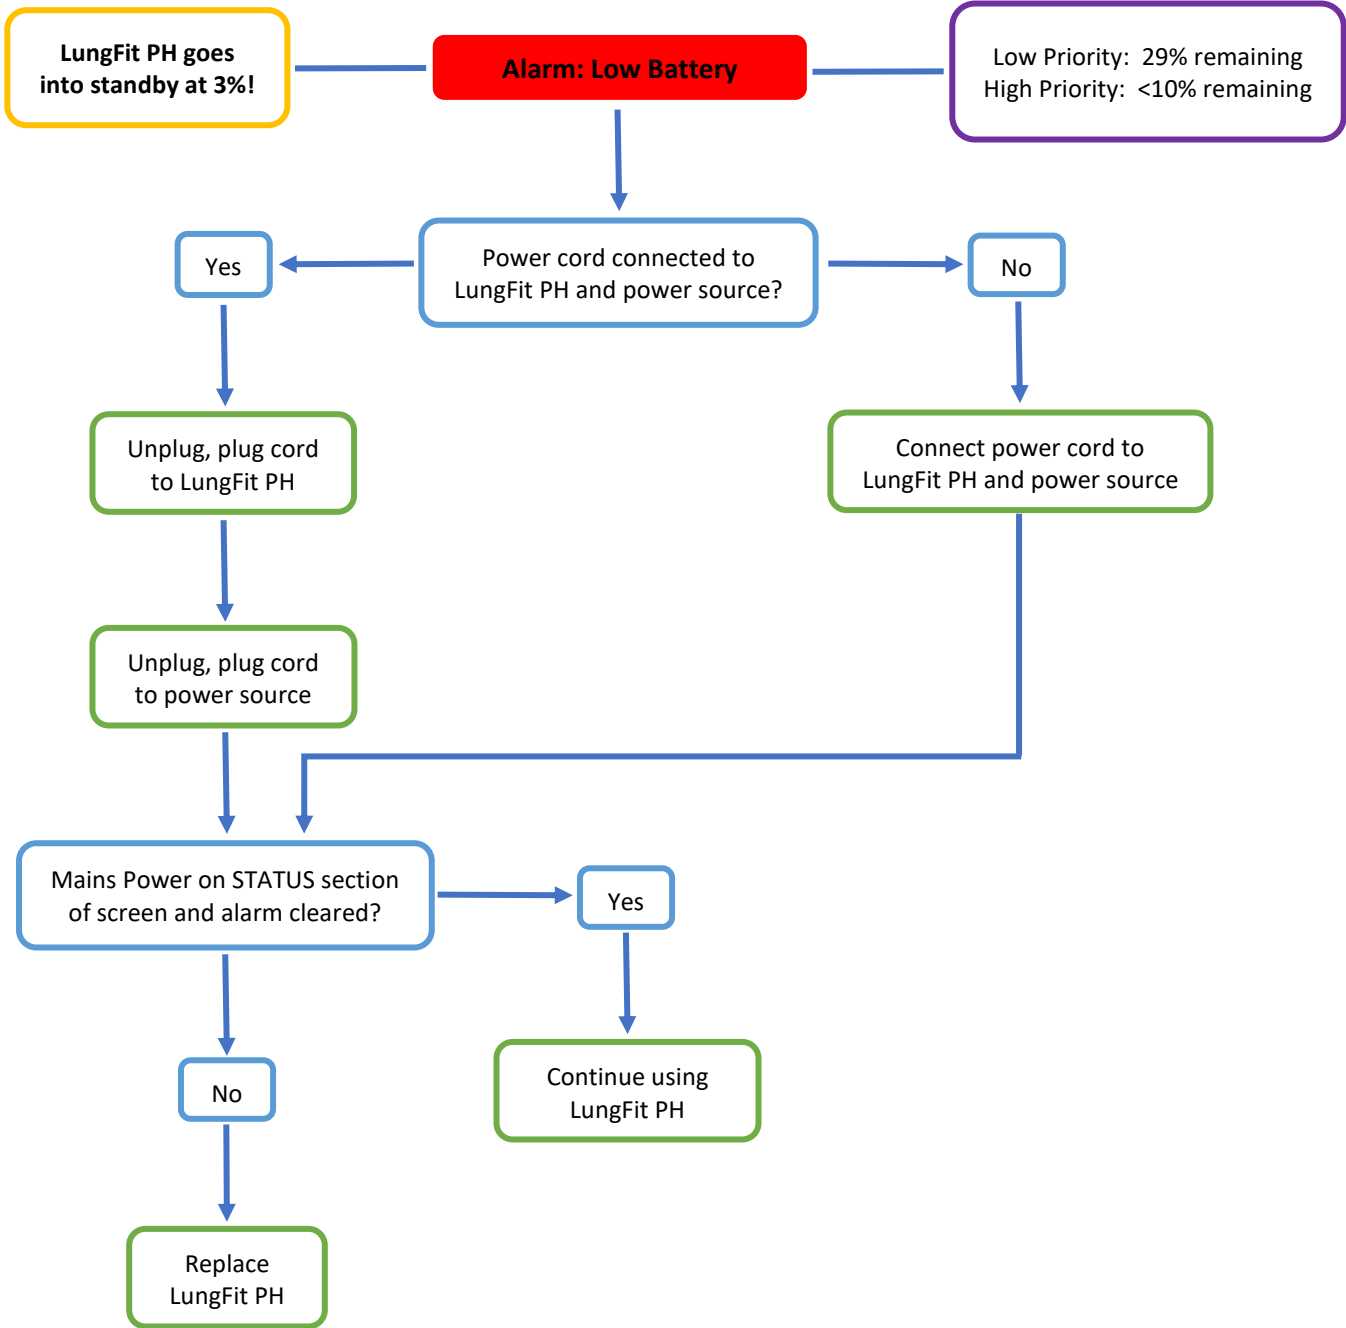 LungFit PH goes
into standby at 3%!
Alarm: Low Battery
Low Priority:  29% remaining
High Priority:  <10% remaining
Yes
Power cord connected to
LungFit PH and power source?
No
Unplug, plug cord
to LungFit PH
Connect power cord to
LungFit PH and power source
Unplug, plug cord
to power source
Mains Power on STATUS section
of screen and alarm cleared?
Yes
No
Continue using
LungFit PH
Replace
LungFit PH